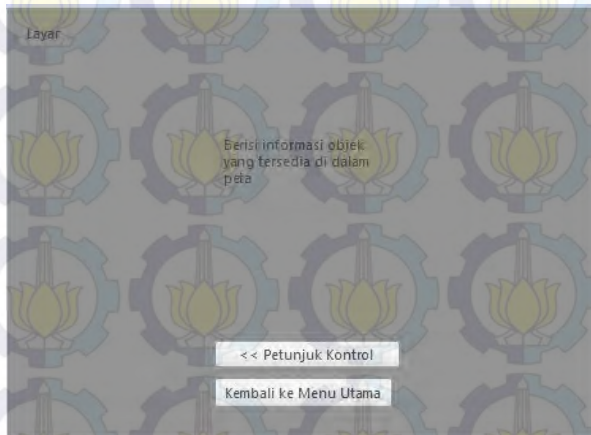 Layar
Berisi informasi objek
yang tersedia di dalam
peta
<< Petunjuk Kontrol
Kembali ke Menu Utama